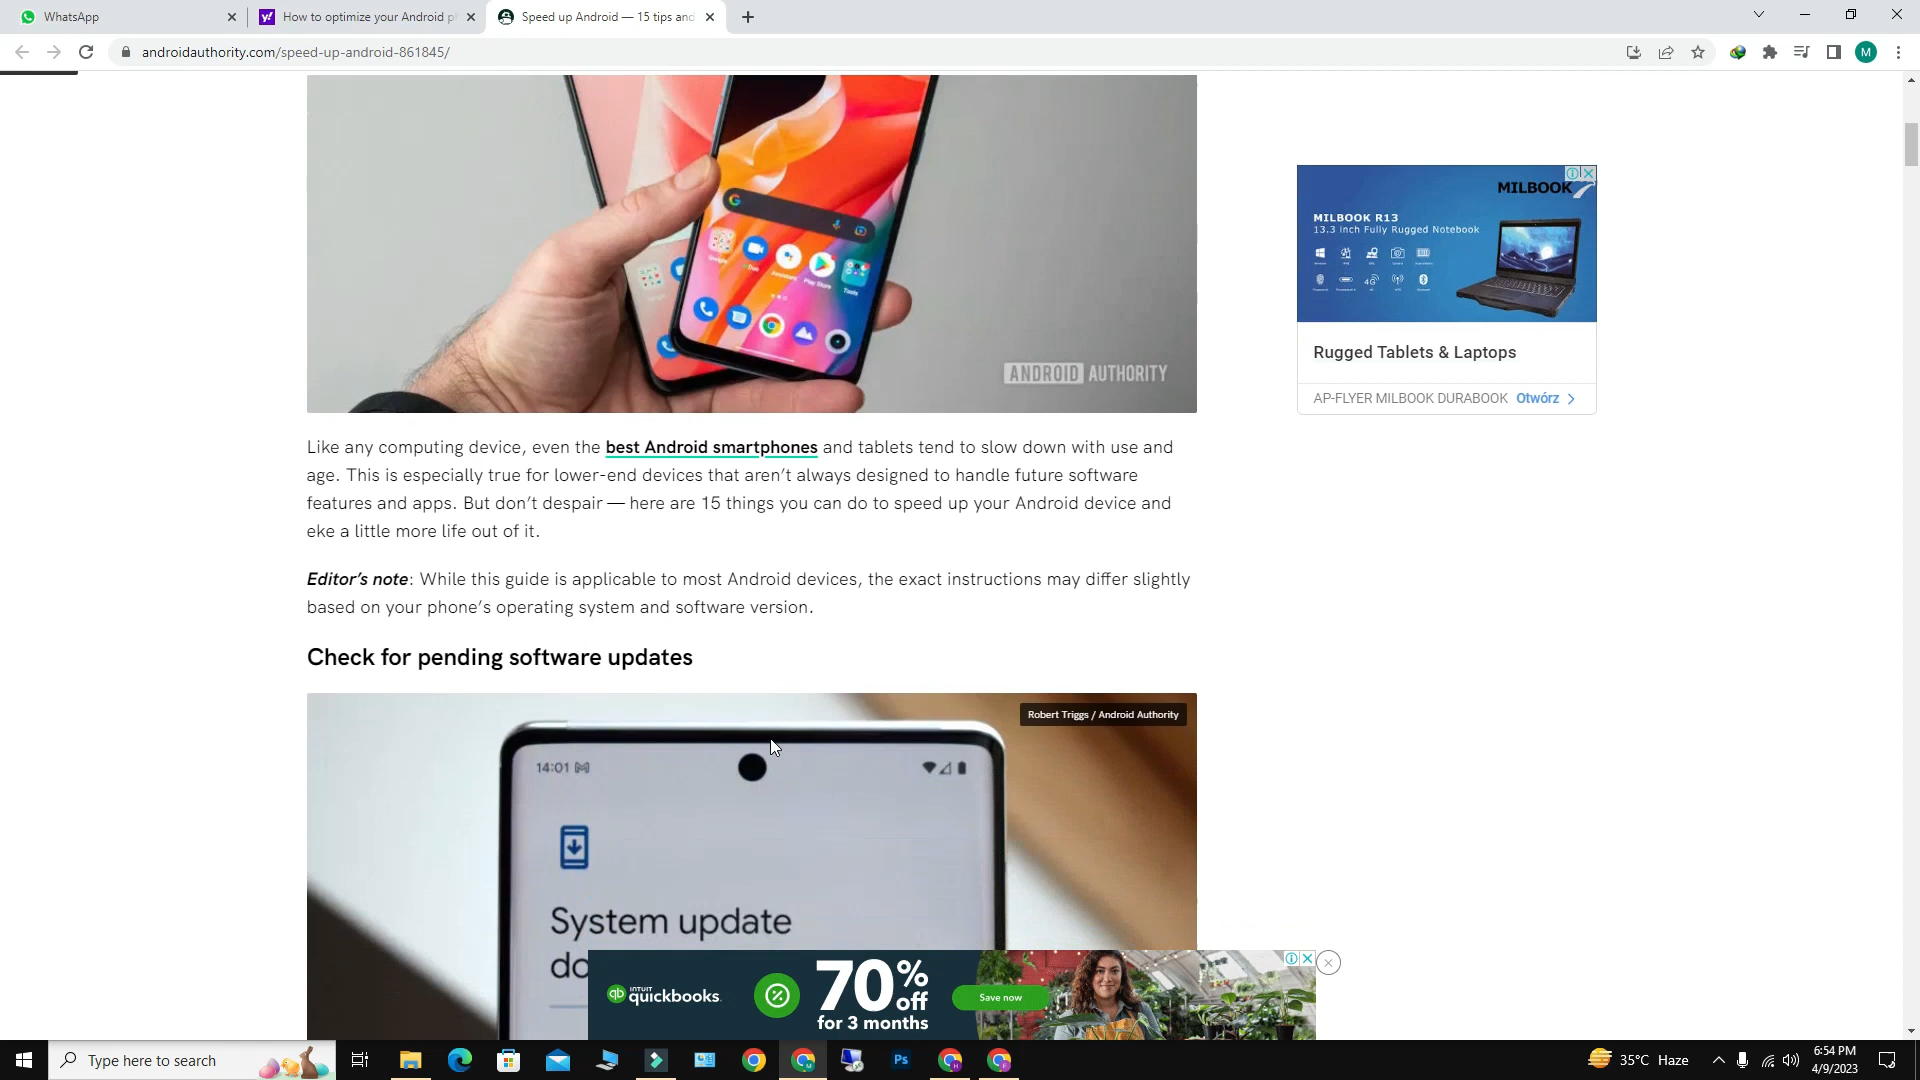 WhatsApp
How to optimize your Android p
Speed up Android — 15 tips and
androidauthority.com/speed-up-android-861845/
M
ANDROID AUTHORITY
MILBOOK
MILBOOK R13
13.3 inch Fully Rugged Notebook
Rugged Tablets & Laptops
AP-FLYER MILBOOK DURABOOK Otwórz
Like any computing device, even the best Android smartphones and tablets tend to slow down with use and
age. This is especially true for lower-end devices that aren't always designed to handle future software
features and apps. But don't despair — here are 15 things you can do to speed up your Android device and
eke a little more life out of it.
Editor's note: While this guide is applicable to most Android devices, the exact instructions may differ slightly
based on your phone's operating system and software version.
Check for pending software updates
Robert Triggs / Android Authority
14:01
System update
do
INTUIT
quickbooks.
70% off
for 3 months
Save now
Type here to search
Ps
35°C Haze
6:54 PM
4/9/2023